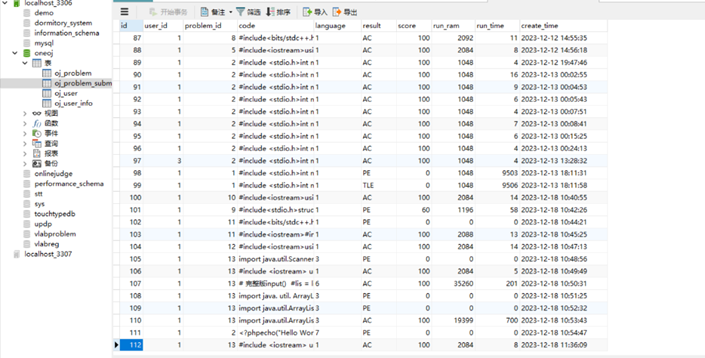 localhost_3306
demo
dormitory_system
information_schema
mysql
oneoj
表
oj_problem
oj_problem_subm
oj_user
oj_user_info
视图
函数
事件
查询
报表
备份
onlinejudge
performance_schema
stt
sys
touchtypedb
updp
vlabproblem
vlabreg
localhost_3307
开始事务 备注 筛选 排序 导入 导出
id user_id problem_id code language result score run_ram run_time create_time
87 1 8 #include<bits/stdc++.h 1 AC 100 2092 11 2023-12-12 14:55:35
88 1 5 #include<iostream>usi 1 AC 100 2084 8 2023-12-12 14:56:18
89 1 2 #include <stdio.h>int n 1 AC 100 1048 4 2023-12-12 19:47:46
90 1 2 #include <stdio.h>int n 1 AC 100 1048 16 2023-12-13 00:02:55
91 1 2 #include <stdio.h>int n 1 AC 100 1048 9 2023-12-13 00:04:53
92 1 2 #include <stdio.h>int n 1 AC 100 1048 6 2023-12-13 00:05:43
93 1 2 #include <stdio.h>int n 1 AC 100 1048 4 2023-12-13 00:07:51
94 1 2 #include <stdio.h>int n 1 AC 100 1048 7 2023-12-13 00:08:41
95 1 2 #include <stdio.h>int n 1 AC 100 1048 6 2023-12-13 00:15:25
96 1 2 #include <stdio.h>int n 1 AC 100 1048 6 2023-12-13 00:24:13
97 3 2 #include <stdio.h>int n 1 AC 100 1048 4 2023-12-13 13:28:32
98 1 1 #include <stdio.h>int n 1 PE 0 1048 9503 2023-12-13 18:11:31
99 1 1 #include <stdio.h>int n 1 TLE 0 1048 9506 2023-12-13 18:11:58
100 1 10 #include<iostream>usi 1 AC 100 2084 14 2023-12-18 10:40:55
101 1 9 #include<stdio.h>struc 1 PE 60 1196 58 2023-12-18 10:42:26
102 1 11 #include<bits/stdc++.h 1 PE 0 0 0 2023-12-18 10:44:21
103 1 11 #include<iostream>#ir 1 AC 100 2088 13 2023-12-18 10:45:25
104 1 12 #include<iostream>usi 1 AC 100 2084 14 2023-12-18 10:47:13
105 1 13 import java.util.Scanner 3 PE 0 0 0 2023-12-18 10:48:56
106 1 13 #include <iostream> u 1 AC 100 2084 5 2023-12-18 10:49:49
107 1 13 # 完整版input() #lis = l 6 AC 100 35260 201 2023-12-18 10:50:31
108 1 13 import java. util. ArrayL 3 PE 0 0 0 2023-12-18 10:51:25
109 1 13 import java.util.ArrayLis 3 PE 0 0 0 2023-12-18 10:52:32
110 1 13 import java.util.ArrayLis 3 AC 100 19399 700 2023-12-18 10:53:43
111 1 2 <?phpecho("Hello Wor 7 PE 0 0 0 2023-12-18 10:54:47
112 1 13 #include <iostream> u 1 AC 100 2084 8 2023-12-18 11:36:09